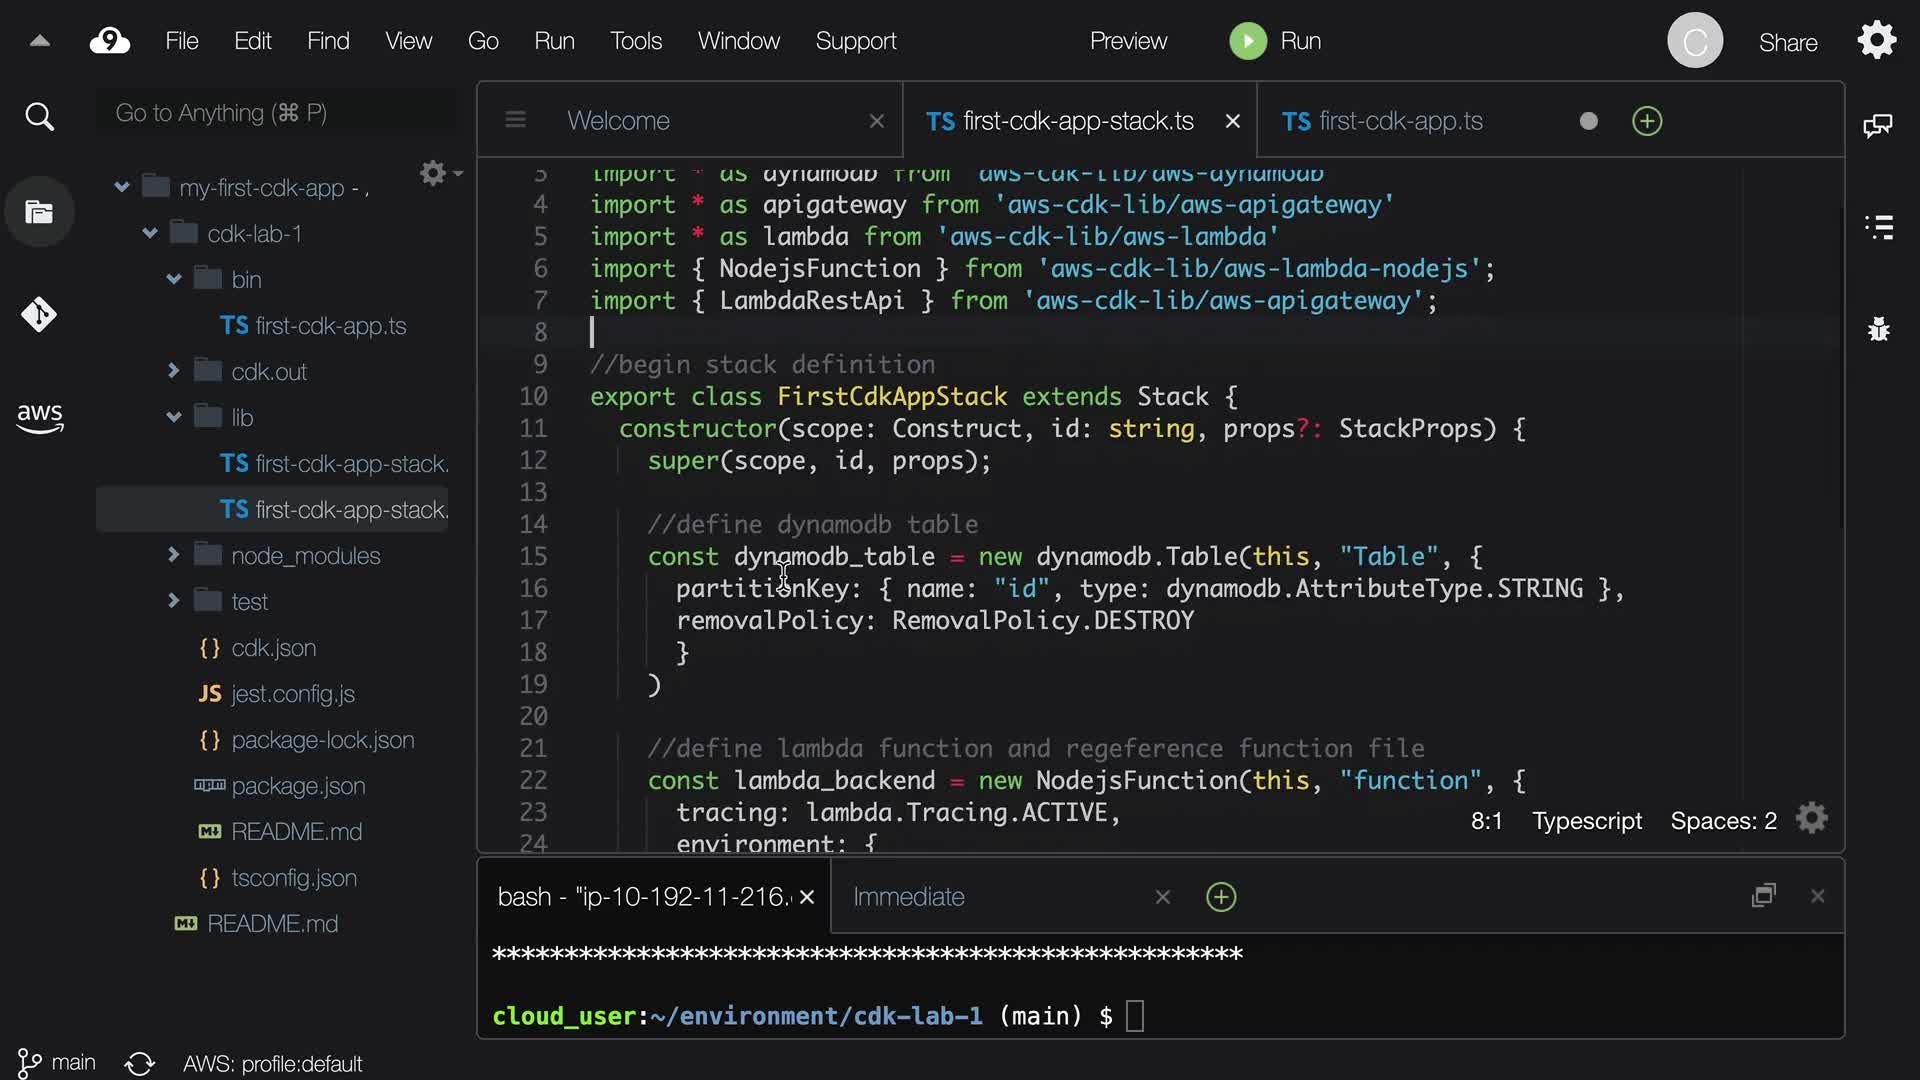 9 File Edit Find View Go Run Tools Window Support Preview Run C Share
Go to Anything (⌘ P)
my-first-cdk-app - ,
cdk-lab-1
bin
TS first-cdk-app.ts
cdk.out
lib
TS first-cdk-app-stack.
TS first-cdk-app-stack.
node_modules
test
{} cdk.json
JS jest.config.js
{} package-lock.json
npm package.json
M↓ README.md
{} tsconfig.json
M↓ README.md
aws
Welcome
TS first-cdk-app-stack.ts
TS first-cdk-app.ts
3 import * as dynamodb from 'aws-cdk-lib/aws-dynamodb'
4 import * as apigateway from 'aws-cdk-lib/aws-apigateway'
5 import * as lambda from 'aws-cdk-lib/aws-lambda'
6 import { NodejsFunction } from 'aws-cdk-lib/aws-lambda-nodejs';
7 import { LambdaRestApi } from 'aws-cdk-lib/aws-apigateway';
8
9 //begin stack definition
10 export class FirstCdkAppStack extends Stack {
11 constructor(scope: Construct, id: string, props?: StackProps) {
12 super(scope, id, props);
13
14 //define dynamodb table
15 const dynamodb_table = new dynamodb.Table(this, "Table", {
16 partitionKey: { name: "id", type: dynamodb.AttributeType.STRING },
17 removalPolicy: RemovalPolicy.DESTROY
18 }
19 )
20
21 //define lambda function and regeference function file
22 const lambda_backend = new NodejsFunction(this, "function", {
23 tracing: lambda.Tracing.ACTIVE,
24 environment: {
8:1 Typescript Spaces: 2
bash - "ip-10-192-11-216.
Immediate
****************************************************
cloud_user:~/environment/cdk-lab-1 (main) $
main AWS: profile:default